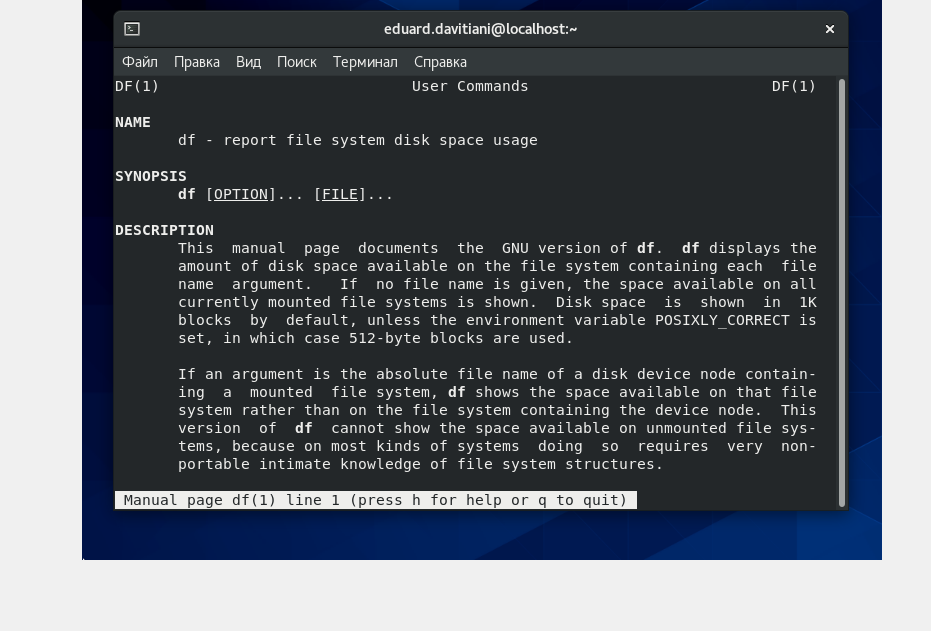 eduard.davitiani@localhost:~
Файл Правка Вид Поиск Терминал Справка
DF(1) User Commands DF(1)
NAME
df - report file system disk space usage
SYNOPSIS
df [OPTION]... [FILE]...
DESCRIPTION
This manual page documents the GNU version of df. df displays the
amount of disk space available on the file system containing each file
name argument. If no file name is given, the space available on all
currently mounted file systems is shown. Disk space is shown in 1K
blocks by default, unless the environment variable POSIXLY_CORRECT is
set, in which case 512-byte blocks are used.
If an argument is the absolute file name of a disk device node contain-
ing a mounted file system, df shows the space available on that file
system rather than on the file system containing the device node. This
version of df cannot show the space available on unmounted file sys-
tems, because on most kinds of systems doing so requires very non-
portable intimate knowledge of file system structures.
Manual page df(1) line 1 (press h for help or q to quit)